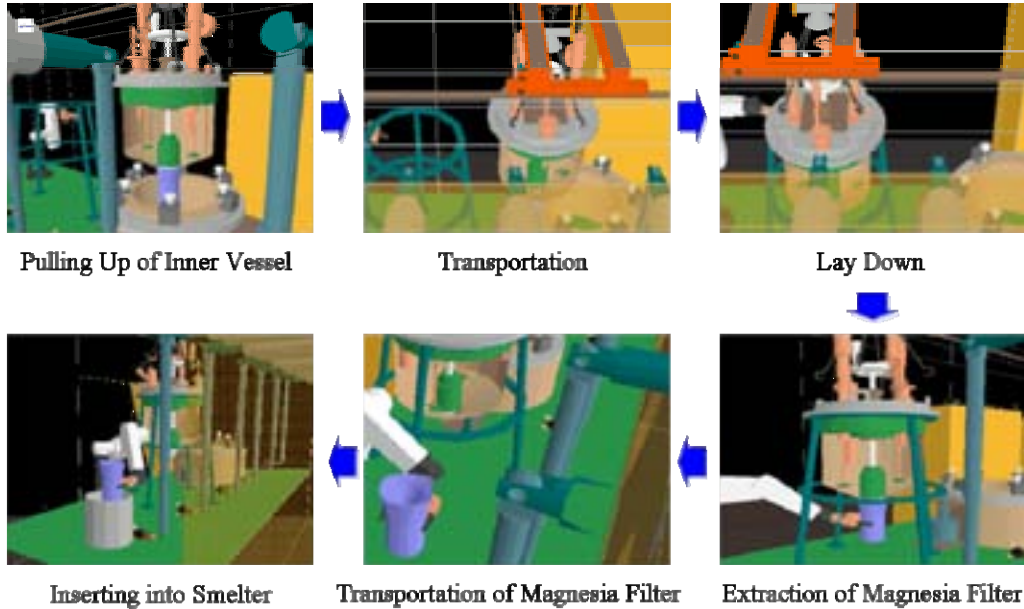 Pulling Up of Inner Vessel
Transportation
Lay Down
Inserting into Smelter
Transportation of Magnesia Filter
Extraction of Magnesia Filter